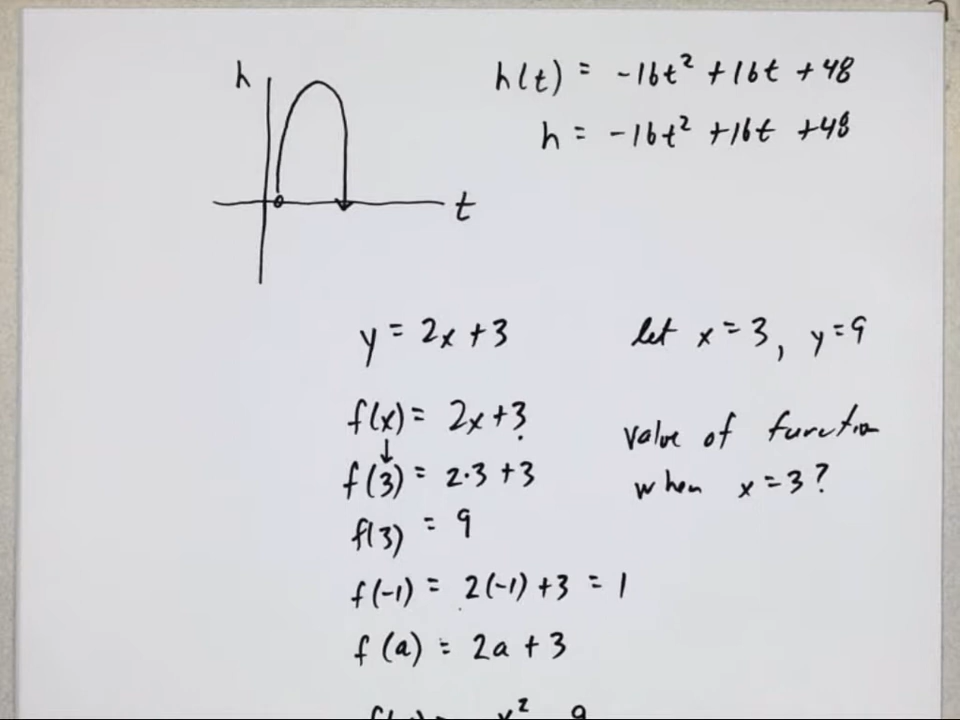 h
h(t) = -16t² + 16t + 48
h = -16t² + 16t + 48
t
y = 2x + 3
let x = 3, y = 9
f(x) = 2x + 3
value of function
f(3) = 2·3 + 3
when x = 3?
f(3) = 9
f(-1) = 2(-1) + 3 = 1
f(a) = 2a + 3